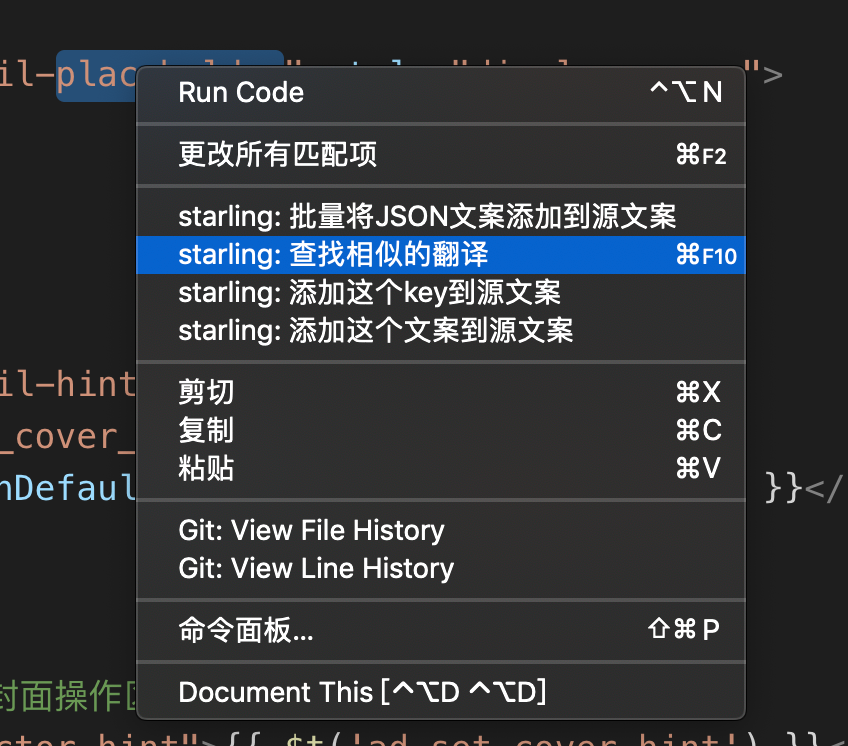 il-plac ">
Run Code ^⌥N
更改所有匹配项 ⌘F2
starling: 批量将JSON文案添加到源文案
starling: 查找相似的翻译 ⌘F10
starling: 添加这个key到源文案
starling: 添加这个文案到源文案
il-hint
剪切 ⌘X
_cover_
复制 ⌘C
粘贴 ⌘V
nDefaul }}</
Git: View File History
Git: View Line History
命令面板... ⇧⌘P
封面操作
Document This [^⌥D ^⌥D]
ctor_hint">{{ $t('ad_set_cover_hint') }}<